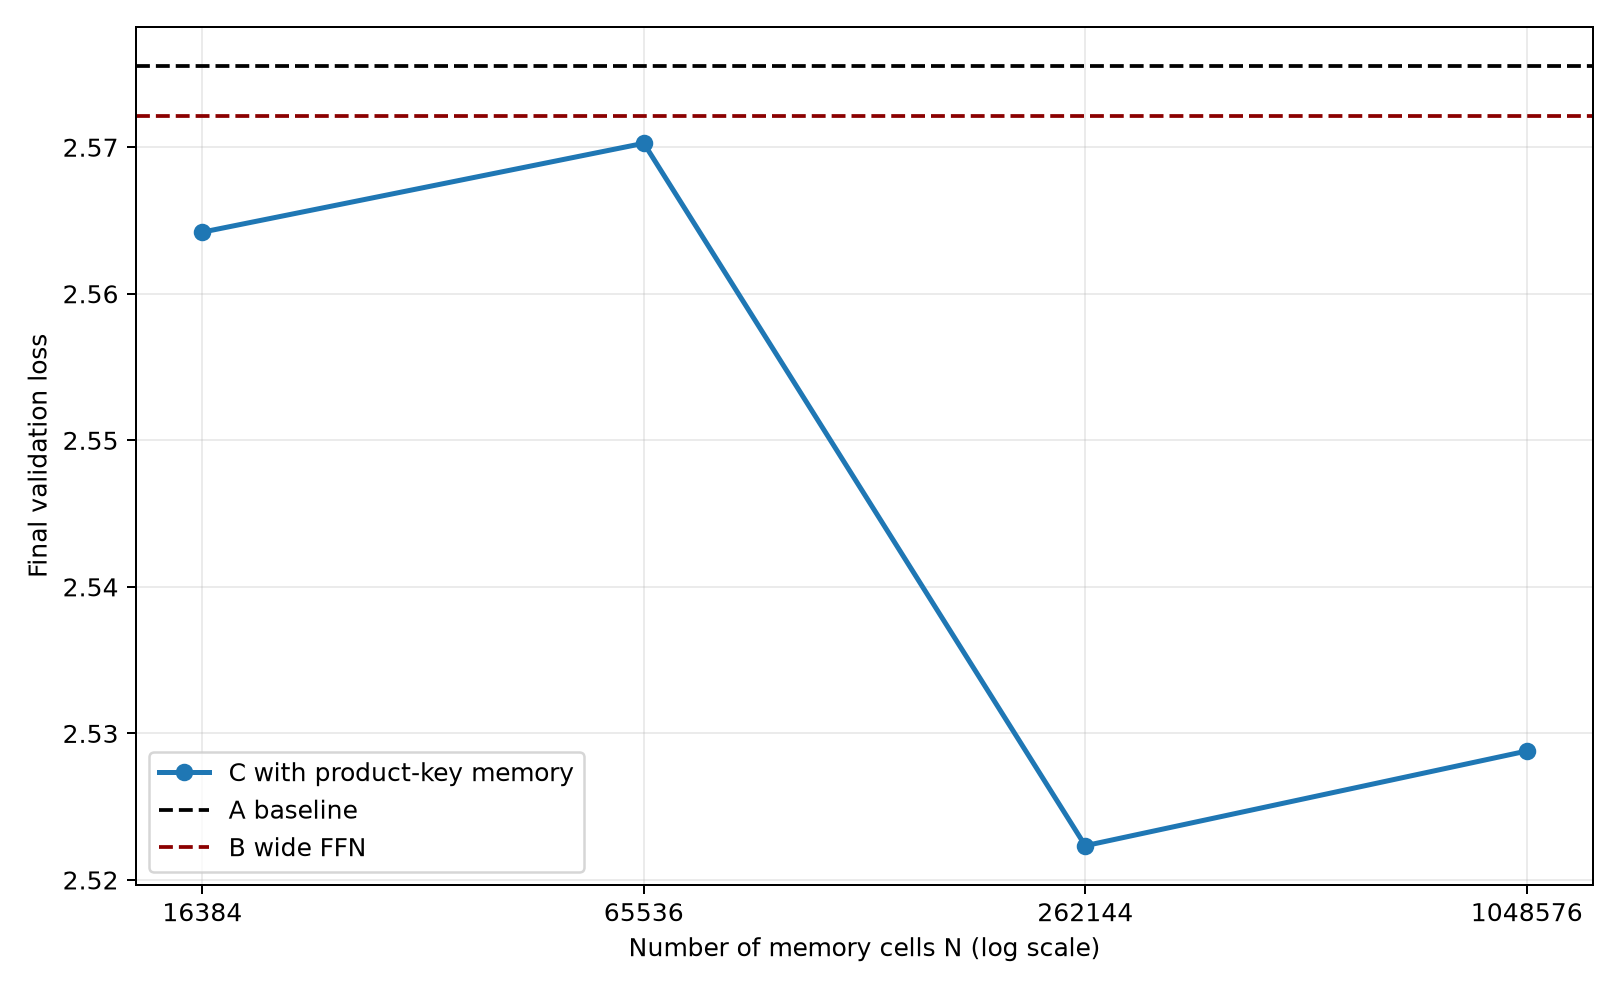 2.57
2.56
2.55
2.54
2.53
2.52
Final validation loss
C with product-key memory
A baseline
B wide FFN
16384 65536 262144 1048576
Number of memory cells N (log scale)